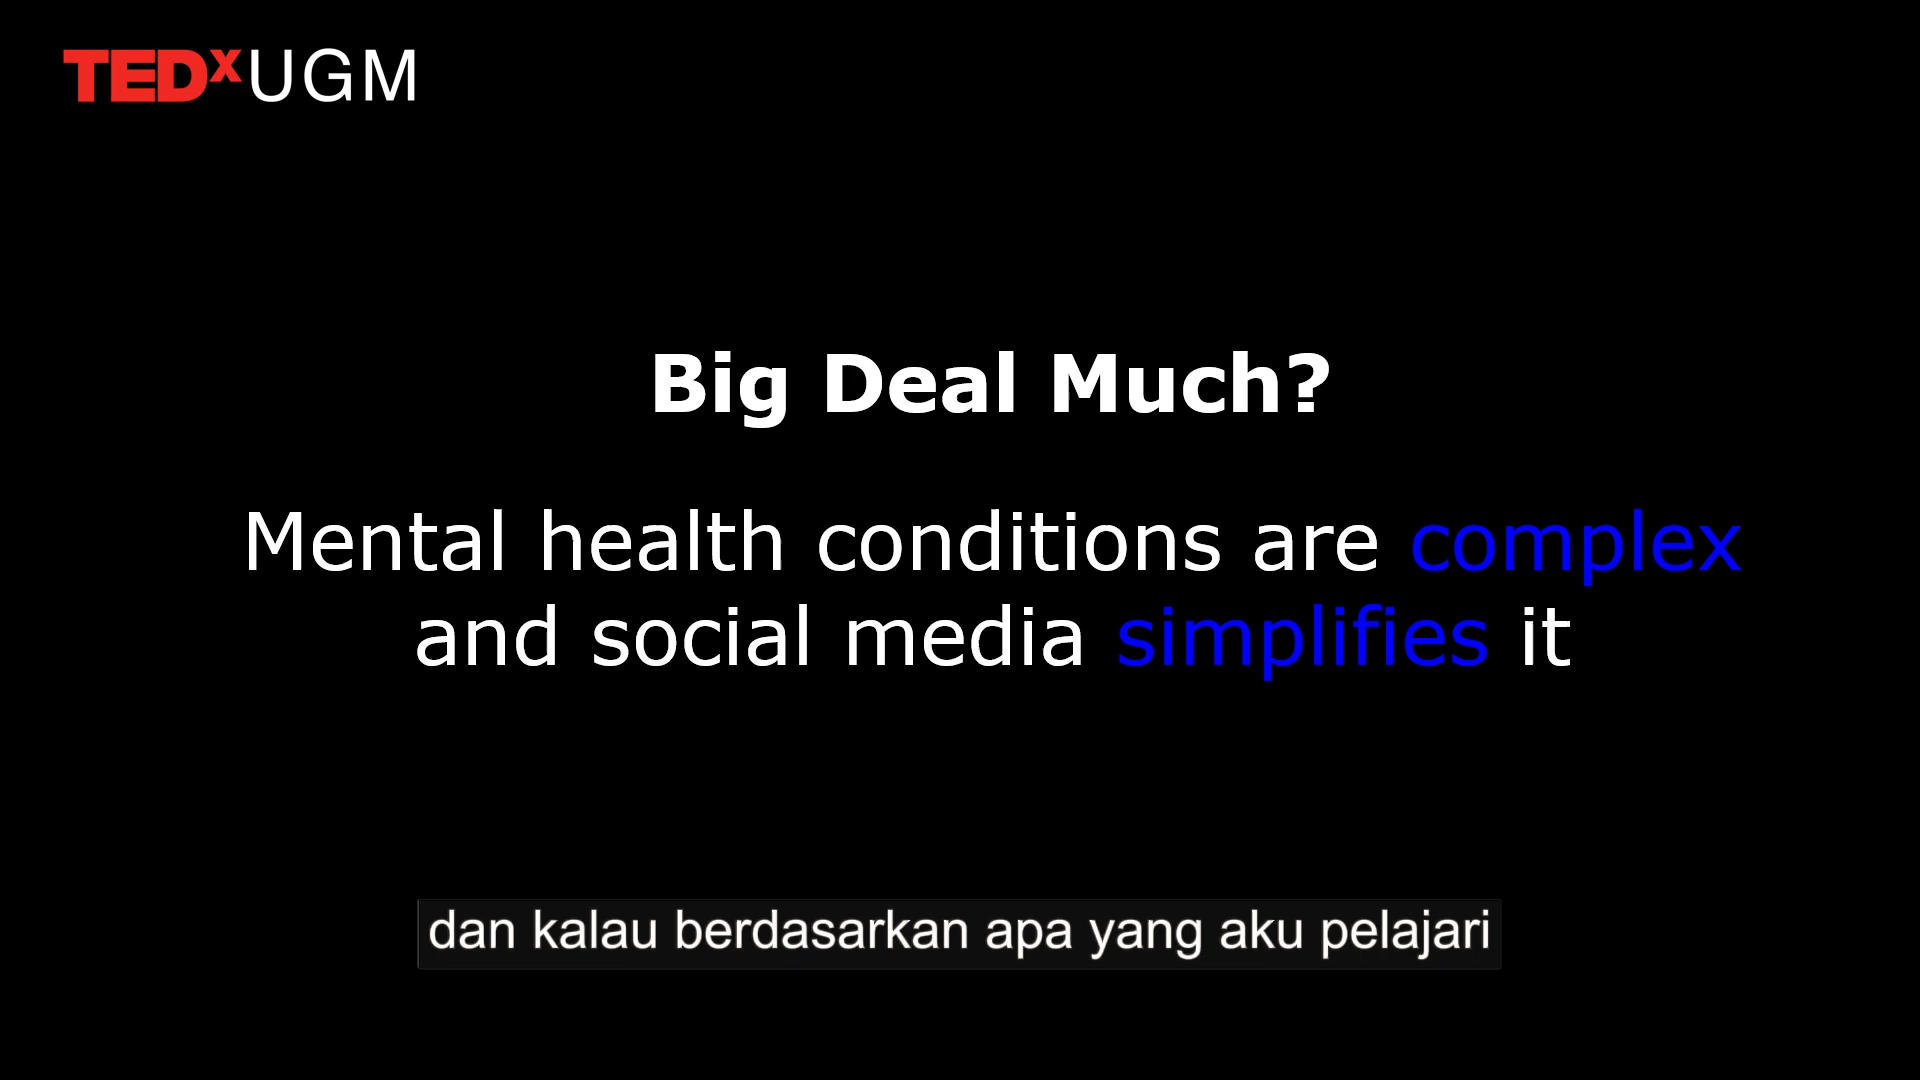 TEDxUGM
Big Deal Much?
Mental health conditions are complex
and social media simplifies it
dan kalau berdasarkan apa yang aku pelajari